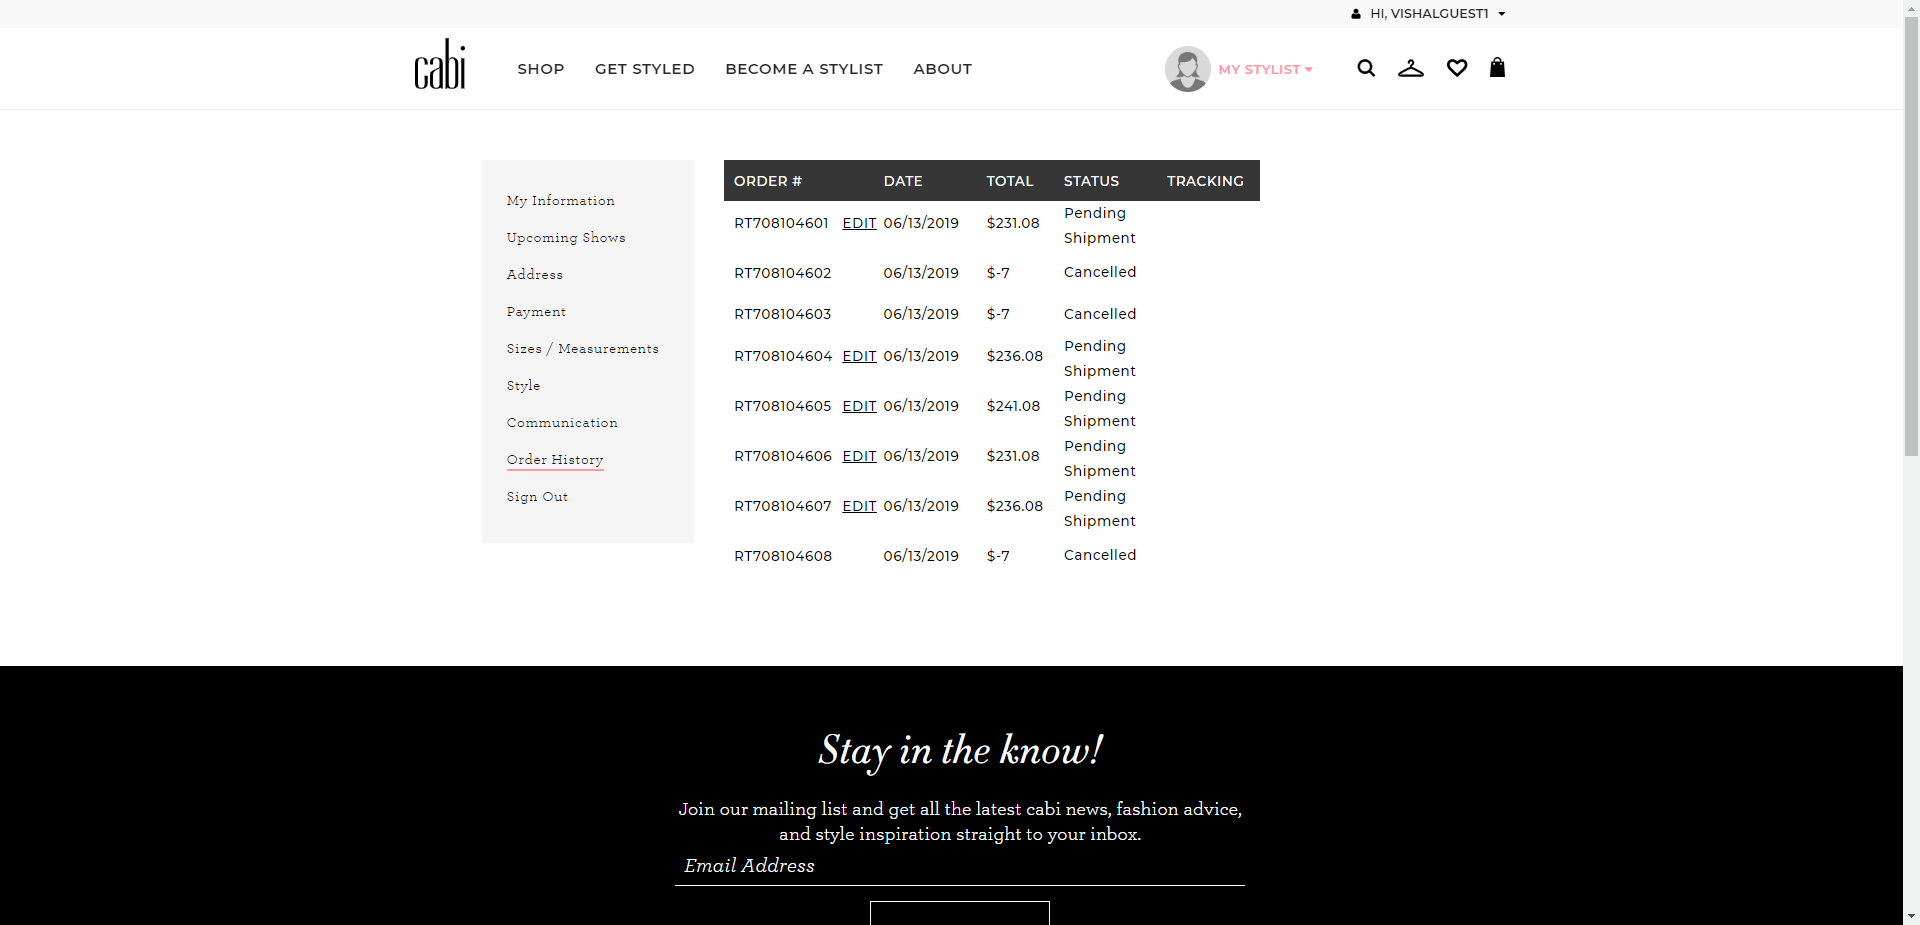 HI, VISHALGUEST1
cabi
SHOP GET STYLED BECOME A STYLIST ABOUT
MY STYLIST
My Information
Upcoming Shows
Address
Payment
Sizes / Measurements
Style
Communication
Order History
Sign Out
ORDER # DATE TOTAL STATUS TRACKING
RT708104601 EDIT 06/13/2019 $231.08 Pending Shipment
RT708104602 06/13/2019 $-7 Cancelled
RT708104603 06/13/2019 $-7 Cancelled
RT708104604 EDIT 06/13/2019 $236.08 Pending Shipment
RT708104605 EDIT 06/13/2019 $241.08 Pending Shipment
RT708104606 EDIT 06/13/2019 $231.08 Pending Shipment
RT708104607 EDIT 06/13/2019 $236.08 Pending Shipment
RT708104608 06/13/2019 $-7 Cancelled
Stay in the know!
Join our mailing list and get all the latest cabi news, fashion advice,
and style inspiration straight to your inbox.
Email Address